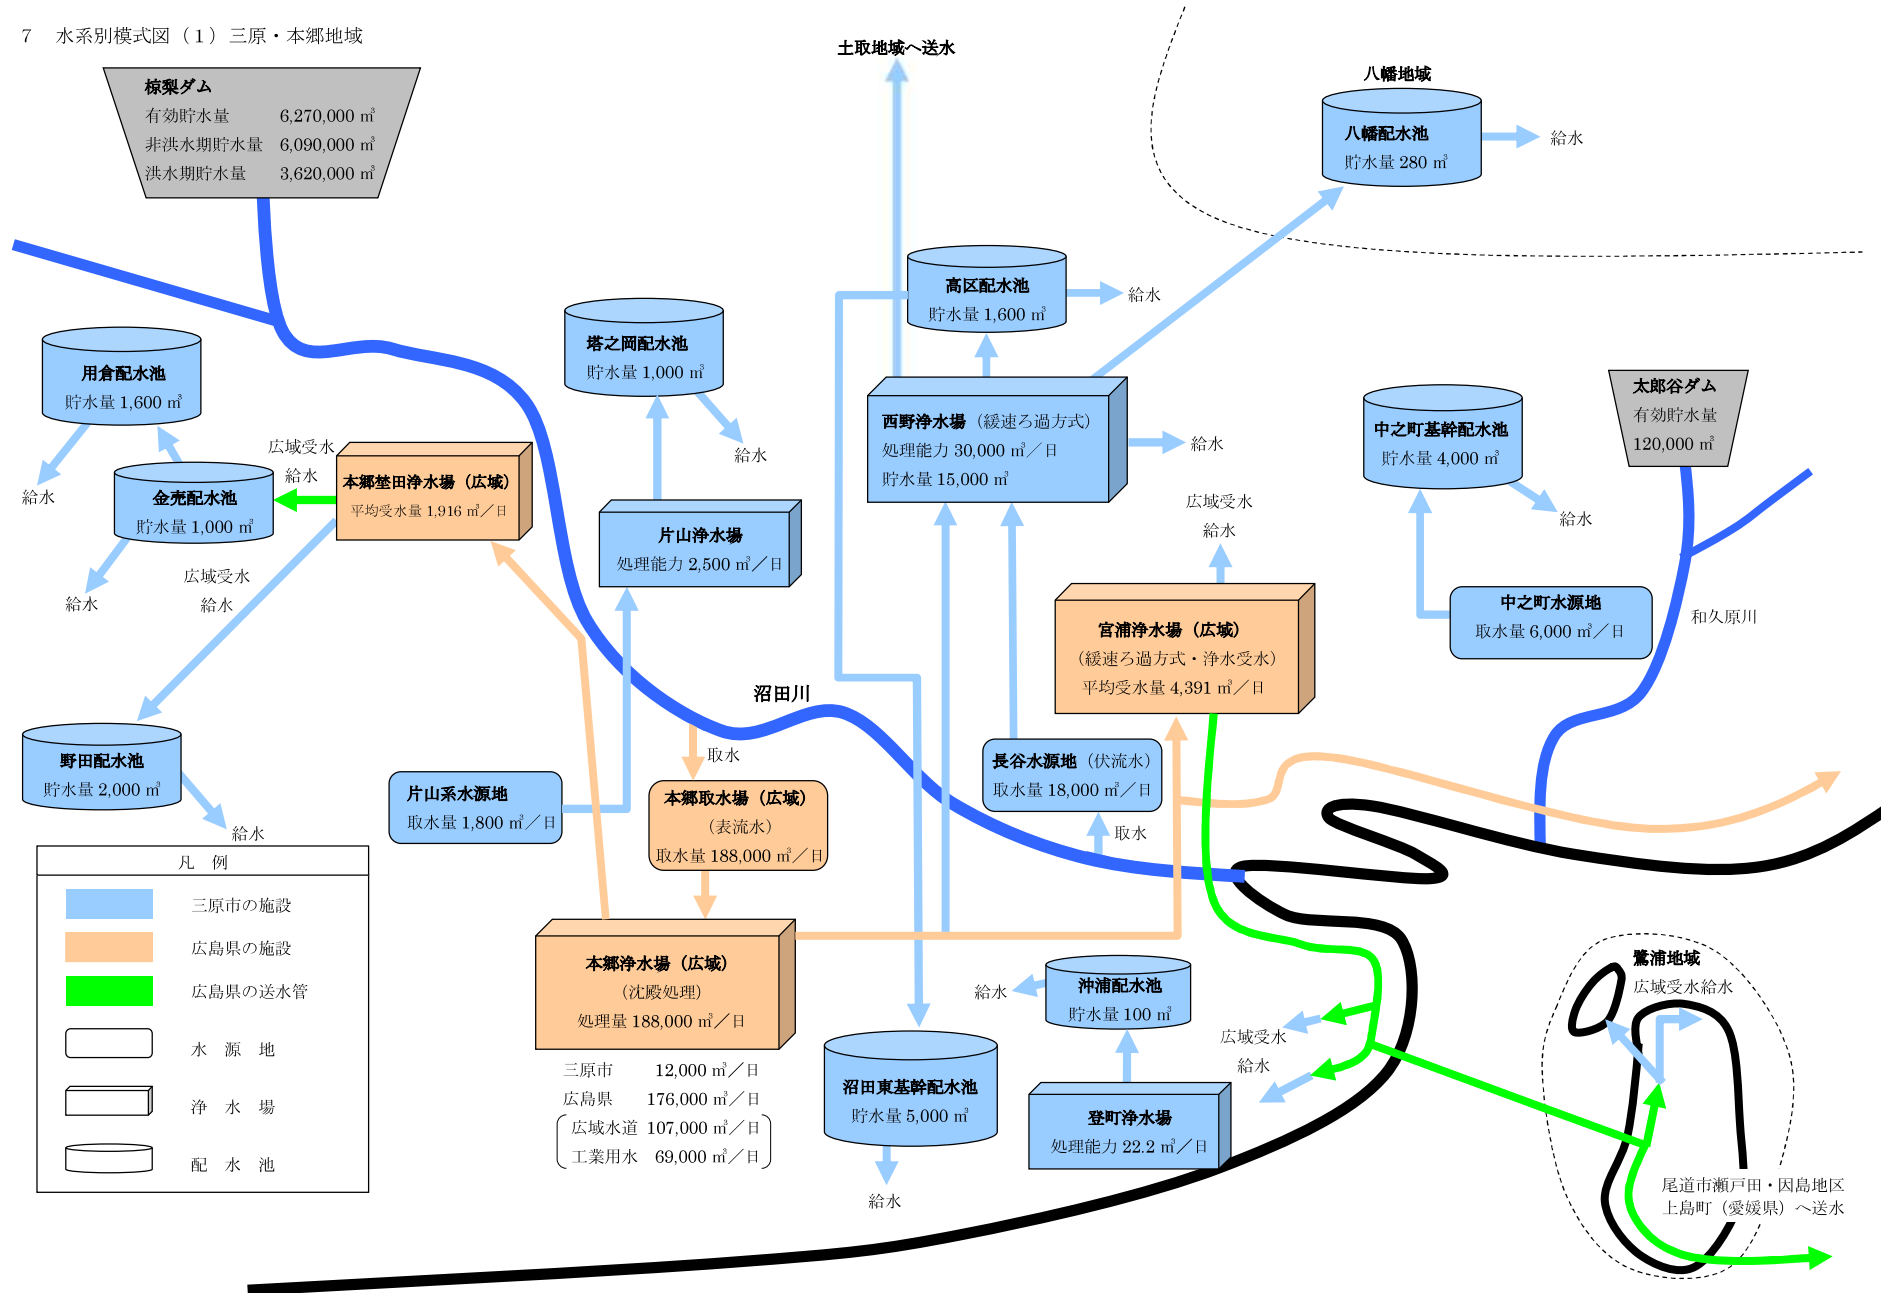 7 水系別模式図（１）三原・本郷地域
椋梨ダム
有効貯水量 6,270,000 ㎥
非洪水期貯水量 6,090,000 ㎥
洪水期貯水量 3,620,000 ㎥
土取地域へ送水
八幡地域
八幡配水池
貯水量 280 ㎥
給水
高区配水池
貯水量 1,600 ㎥
給水
塔之岡配水池
貯水量 1,000 ㎥
給水
用倉配水池
貯水量 1,600 ㎥
給水
広域受水
給水
本郷埜田浄水場（広域）
平均受水量 1,916 ㎥／日
金売配水池
貯水量 1,000 ㎥
給水
広域受水
給水
西野浄水場（緩速ろ過方式）
処理能力 30,000 ㎥／日
貯水量 15,000 ㎥
給水
中之町基幹配水池
貯水量 4,000 ㎥
給水
太郎谷ダム
有効貯水量
120,000 ㎥
片山浄水場
処理能力 2,500 ㎥／日
広域受水
給水
宮浦浄水場（広域）
（緩速ろ過方式・浄水受水）
平均受水量 4,391 ㎥／日
中之町水源地
取水量 6,000 ㎥／日
和久原川
沼田川
野田配水池
貯水量 2,000 ㎥
給水
片山系水源地
取水量 1,800 ㎥／日
取水
本郷取水場（広域）
（表流水）
取水量 188,000 ㎥／日
長谷水源地（伏流水）
取水量 18,000 ㎥／日
取水
凡 例
三原市の施設
広島県の施設
広島県の送水管
水 源 地
浄 水 場
配 水 池
本郷浄水場（広域）
（沈殿処理）
処理量 188,000 ㎥／日
三原市 12,000 ㎥／日
広島県 176,000 ㎥／日
広域水道 107,000 ㎥／日
工業用水 69,000 ㎥／日
沼田東基幹配水池
貯水量 5,000 ㎥
給水
給水
沖浦配水池
貯水量 100 ㎥
登町浄水場
処理能力 22.2 ㎥／日
広域受水
給水
鷺浦地域
広域受水給水
尾道市瀬戸田・因島地区
上島町（愛媛県）へ送水